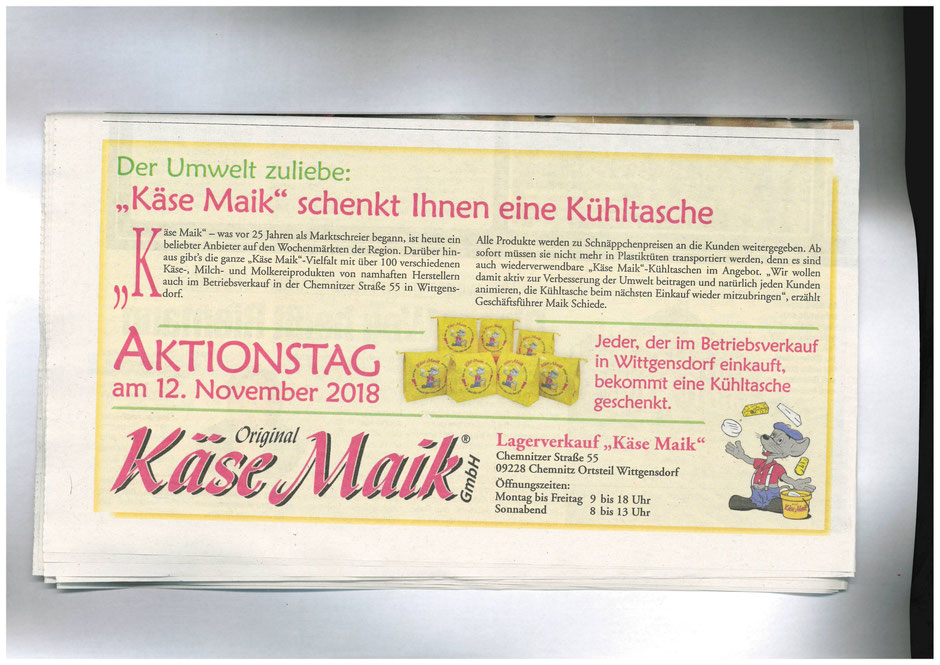 Der Umwelt zuliebe:
„Käse Maik“ schenkt Ihnen eine Kühltasche
„Käse Maik“ – was vor 25 Jahren als Marktschreier begann, ist heute ein
beliebter Anbieter auf den Wochenmärkten der Region. Darüber hin-
aus gibt’s die ganze „Käse Maik“-Vielfalt mit über 100 verschiedenen
Käse-, Milch- und Molkereiprodukten von namhaften Herstellern
auch im Betriebsverkauf in der Chemnitzer Straße 55 in Wittgens-
dorf.
Alle Produkte werden zu Schnäppchenpreisen an die Kunden weitergegeben. Ab
sofort müssen sie nicht mehr in Plastiktüten transportiert werden, denn es sind
auch wiederverwendbare „Käse Maik“-Kühltaschen im Angebot. „Wir wollen
damit aktiv zur Verbesserung der Umwelt beitragen und natürlich jeden Kunden
animieren, die Kühltasche beim nächsten Einkauf wieder mitzubringen“, erzählt
Geschäftsführer Maik Schiede.
AKTIONSTAG
am 12. November 2018
Jeder, der im Betriebsverkauf
in Wittgensdorf einkauft,
bekommt eine Kühltasche
geschenkt.
Original
Käse Maik® GmbH
Lagerverkauf „Käse Maik“
Chemnitzer Straße 55
09228 Chemnitz Ortsteil Wittgensdorf
Öffnungszeiten:
Montag bis Freitag 9 bis 18 Uhr
Sonnabend 8 bis 13 Uhr
Käse Maik